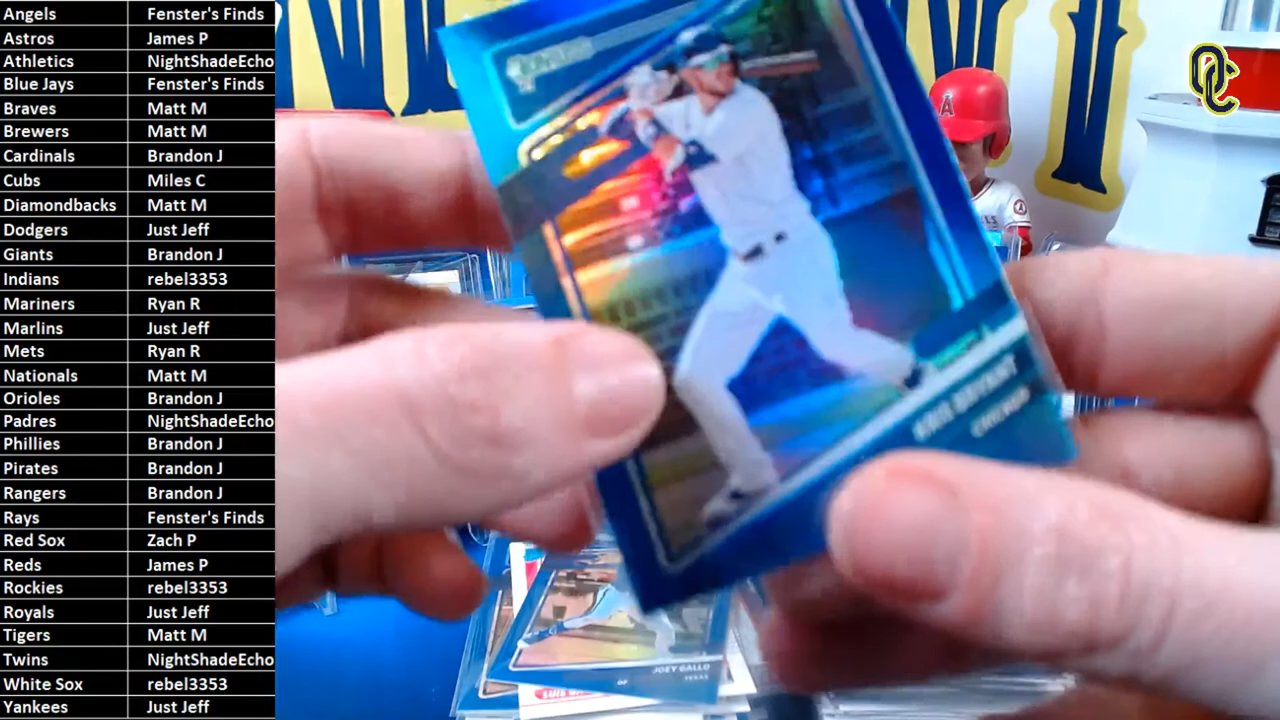 Angels Fenster's Finds
Astros James P
Athletics NightShadeEcho
Blue Jays Fenster's Finds
Braves Matt M
Brewers Matt M
Cardinals Brandon J
Cubs Miles C
Diamondbacks Matt M
Dodgers Just Jeff
Giants Brandon J
Indians rebel3353
Mariners Ryan R
Marlins Just Jeff
Mets Ryan R
Nationals Matt M
Orioles Brandon J
Padres NightShadeEcho
Phillies Brandon J
Pirates Brandon J
Rangers Brandon J
Rays Fenster's Finds
Red Sox Zach P
Reds James P
Rockies rebel3353
Royals Just Jeff
Tigers Matt M
Twins NightShadeEcho
White Sox rebel3353
Yankees Just Jeff
OC
A
KRIS BRYANT
CHICAGO
JOEY GALLO
OF TEXAS
LUIS